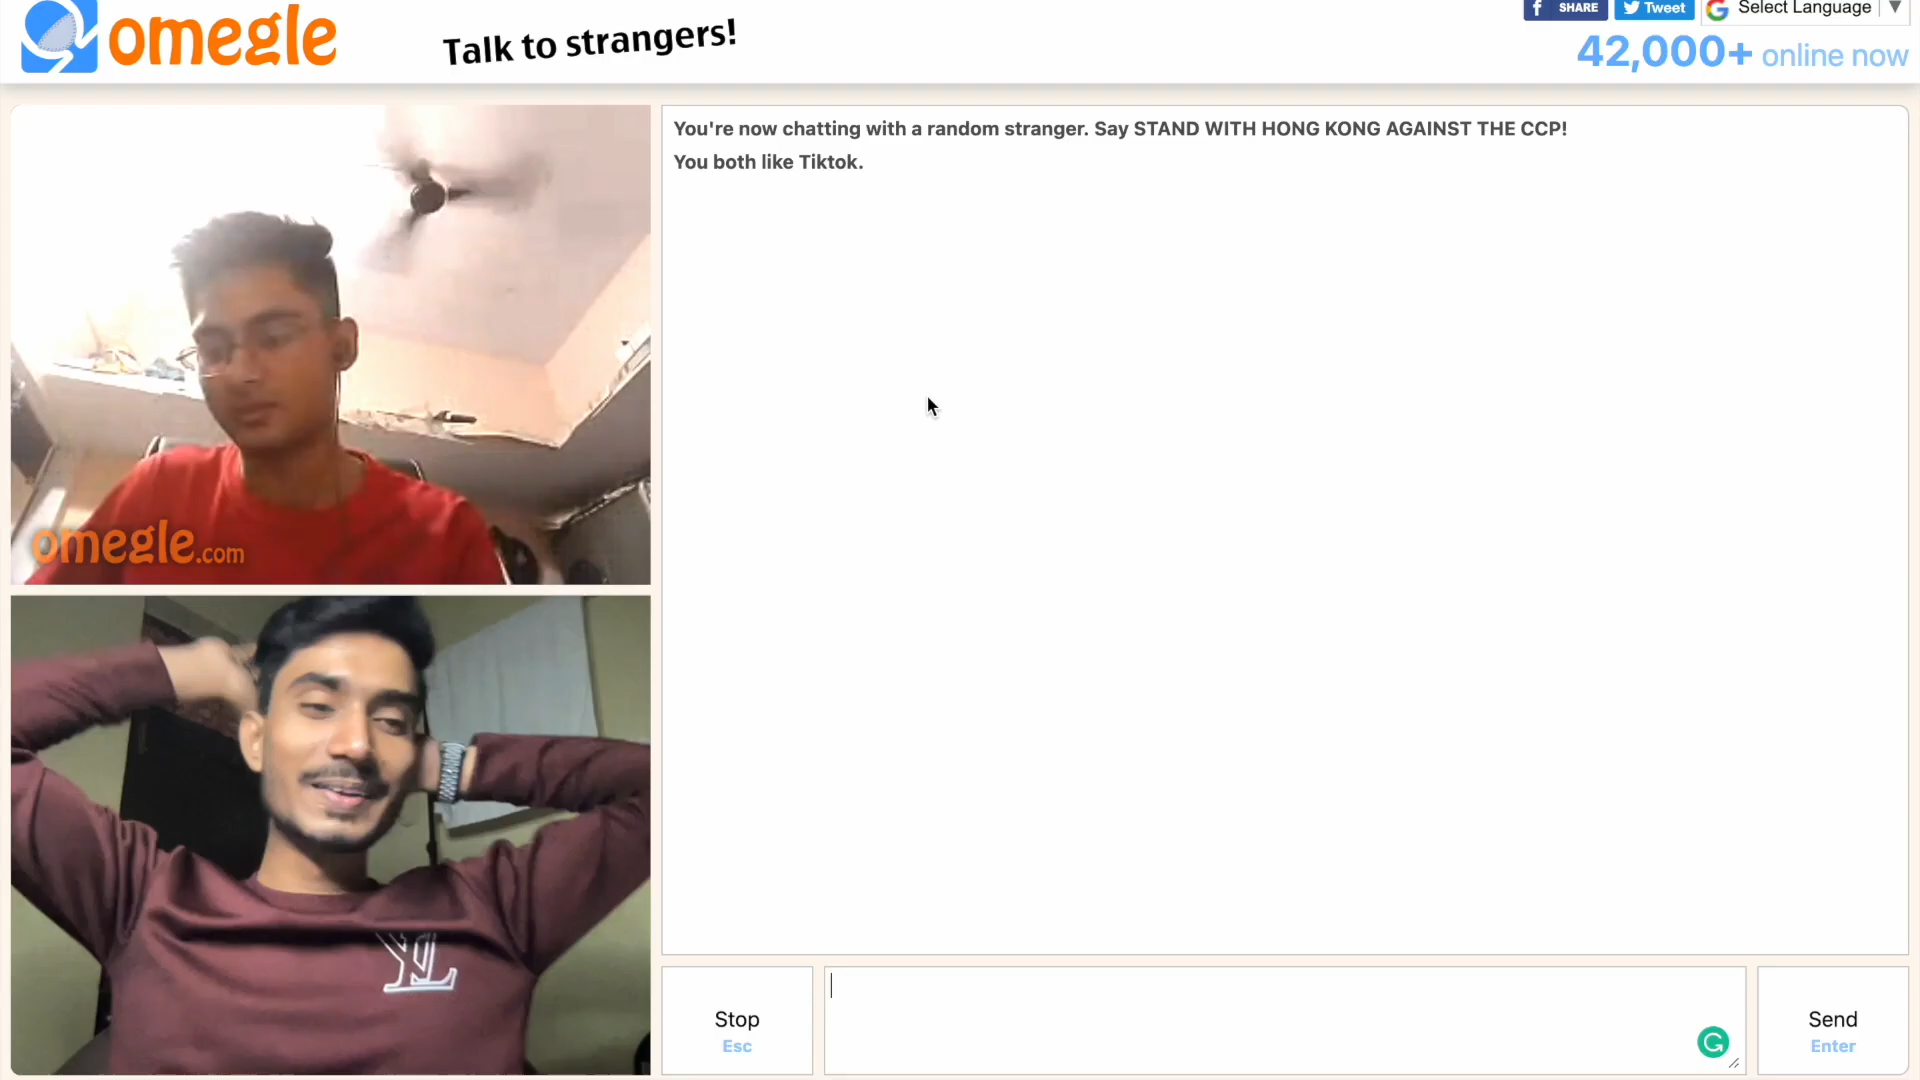 omegle
Talk to strangers!
f SHARE
Tweet
G Select Language ▼
42,000+ online now
You're now chatting with a random stranger. Say STAND WITH HONG KONG AGAINST THE CCP!
You both like Tiktok.
omegle.com
Stop
Esc
Send
Enter